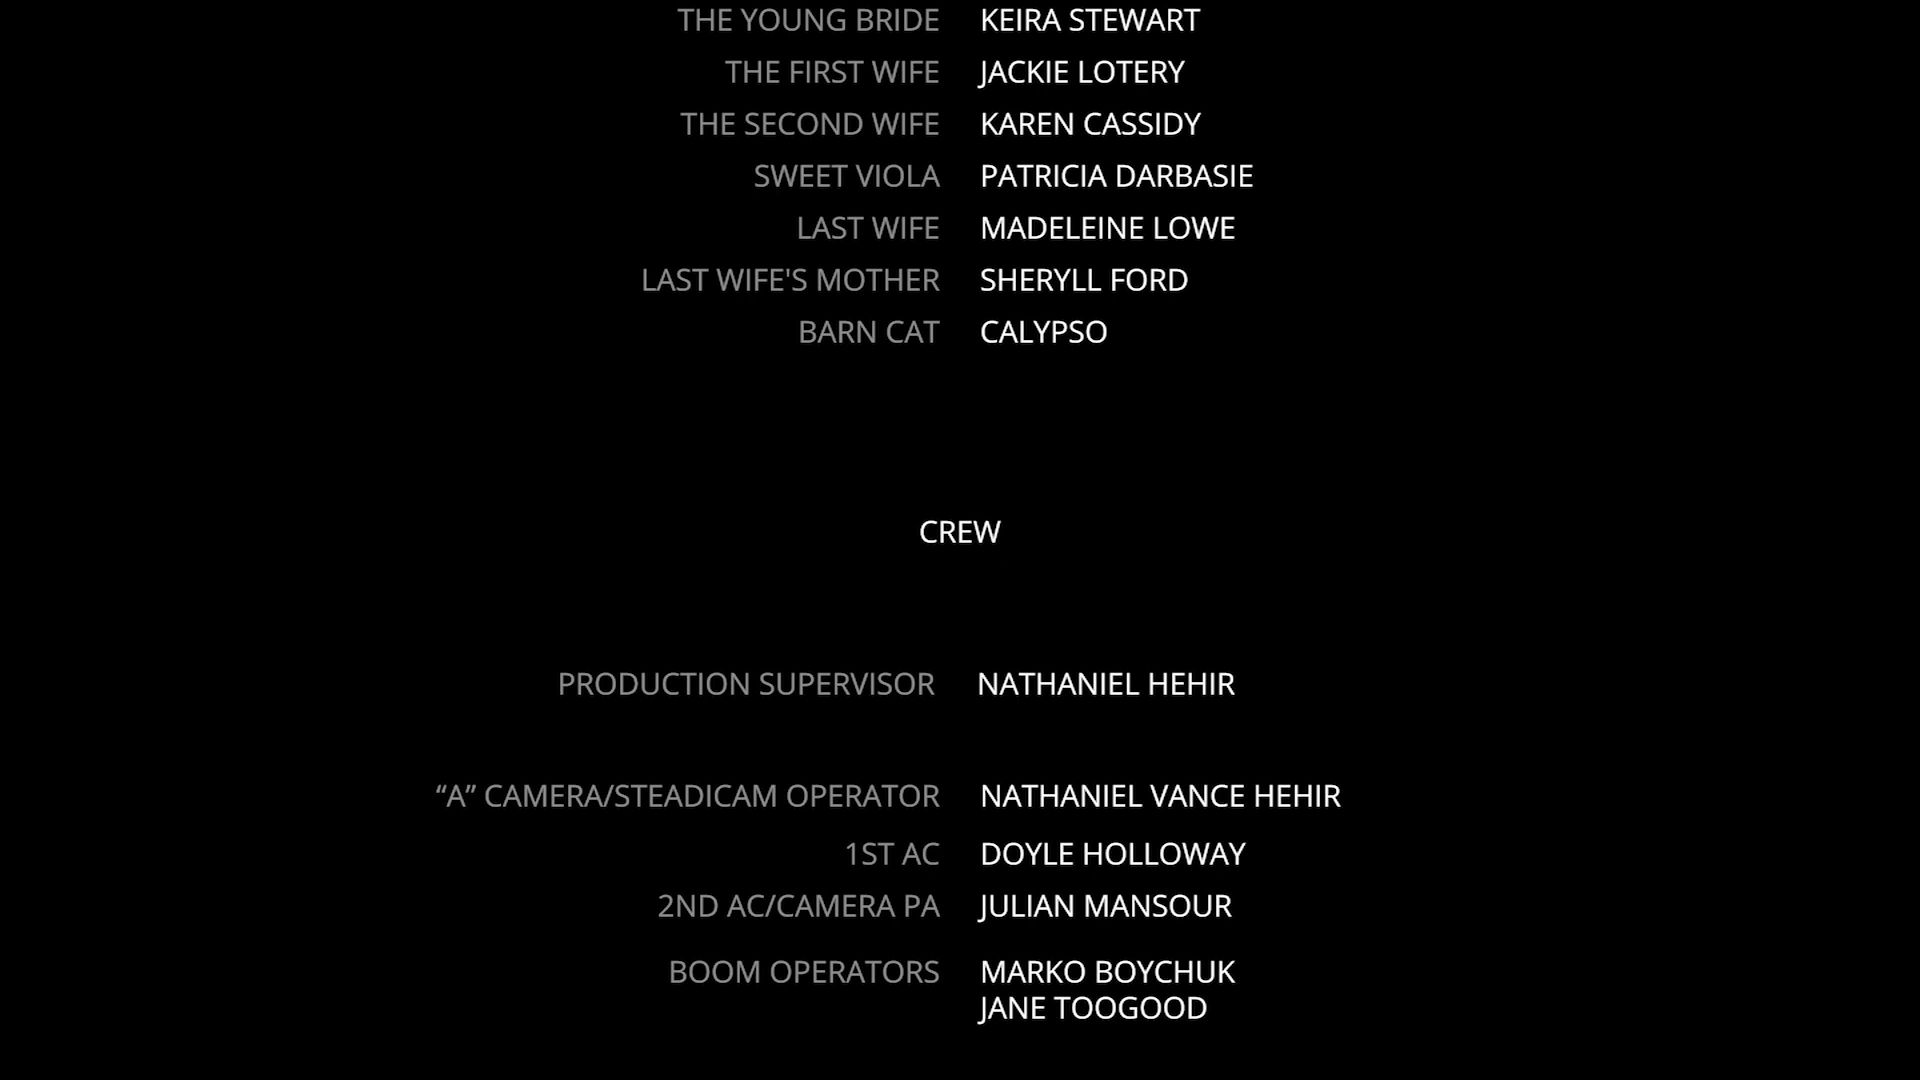 THE YOUNG BRIDE KEIRA STEWART
THE FIRST WIFE JACKIE LOTERY
THE SECOND WIFE KAREN CASSIDY
SWEET VIOLA PATRICIA DARBASIE
LAST WIFE MADELEINE LOWE
LAST WIFE'S MOTHER SHERYLL FORD
BARN CAT CALYPSO
CREW
PRODUCTION SUPERVISOR NATHANIEL HEHIR
“A” CAMERA/STEADICAM OPERATOR NATHANIEL VANCE HEHIR
1ST AC DOYLE HOLLOWAY
2ND AC/CAMERA PA JULIAN MANSOUR
BOOM OPERATORS MARKO BOYCHUK
JANE TOOGOOD